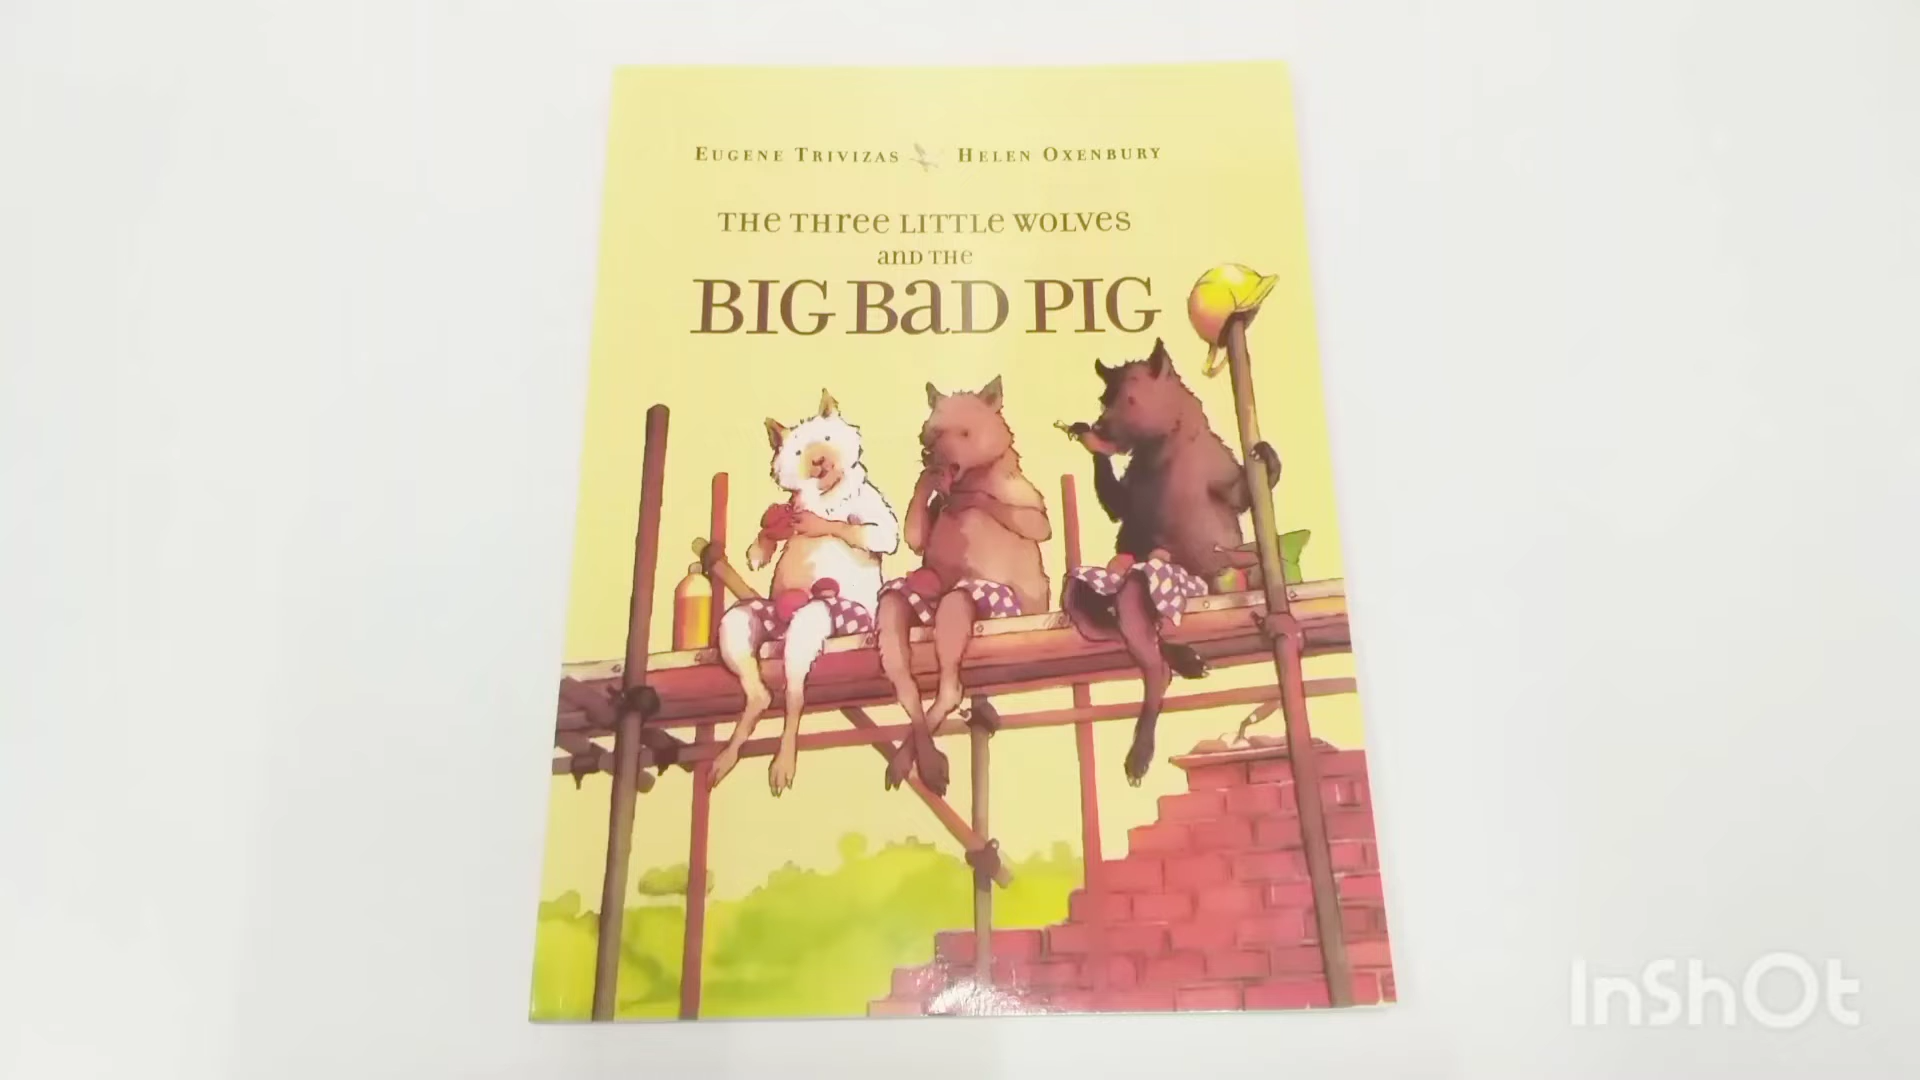 EUGENE TRIVIZAS HELEN OXENBURY
THE THREE LITTLE WOLVES
AND THE
BIG BAD PIG
InShOt